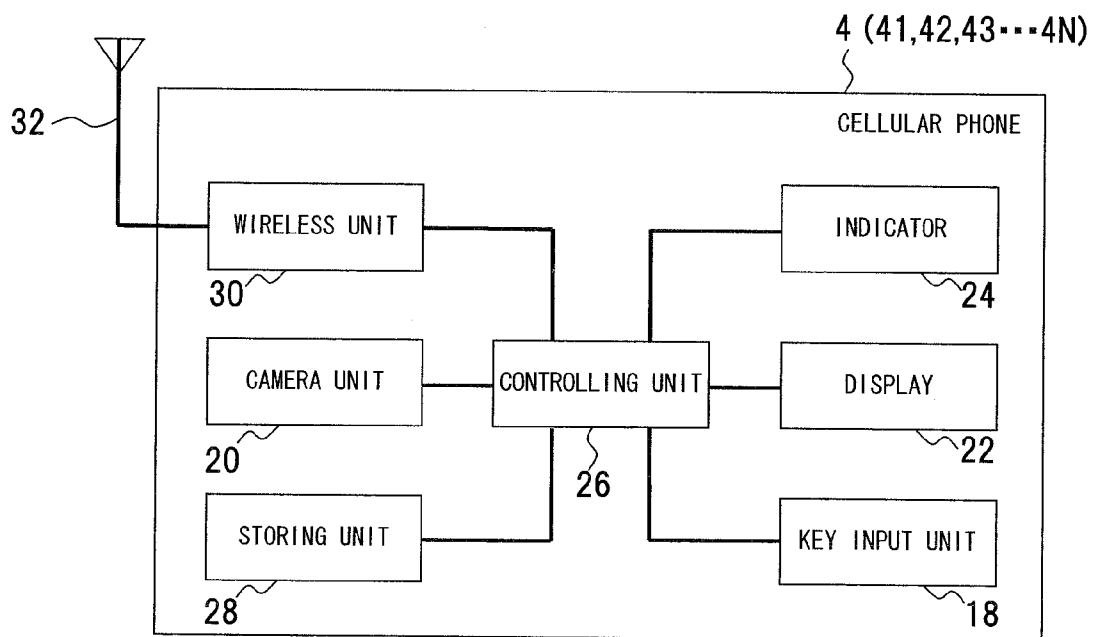 4 (41,42,43･･･4N)
32
CELLULAR PHONE
WIRELESS UNIT
30
INDICATOR
24
CAMERA UNIT
20
CONTROLLING UNIT
26
DISPLAY
22
STORING UNIT
28
KEY INPUT UNIT
18